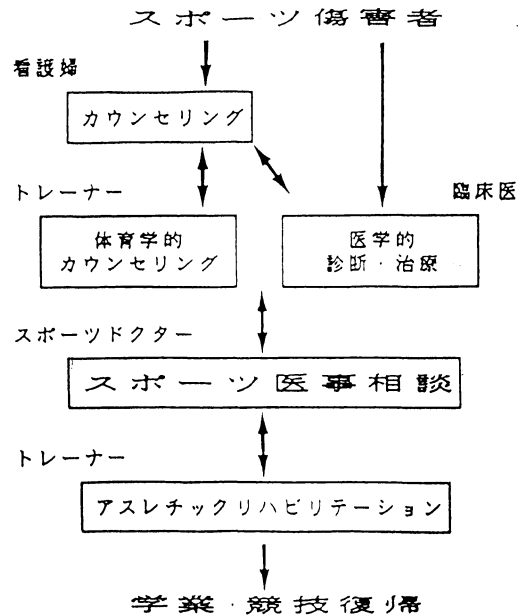 スポーツ傷害者
看護婦
カウンセリング
トレーナー
臨床医
体育学的
カウンセリング
医学的
診断・治療
スポーツドクター
スポーツ医事相談
トレーナー
アスレチックリハビリテーション
学業・競技復帰